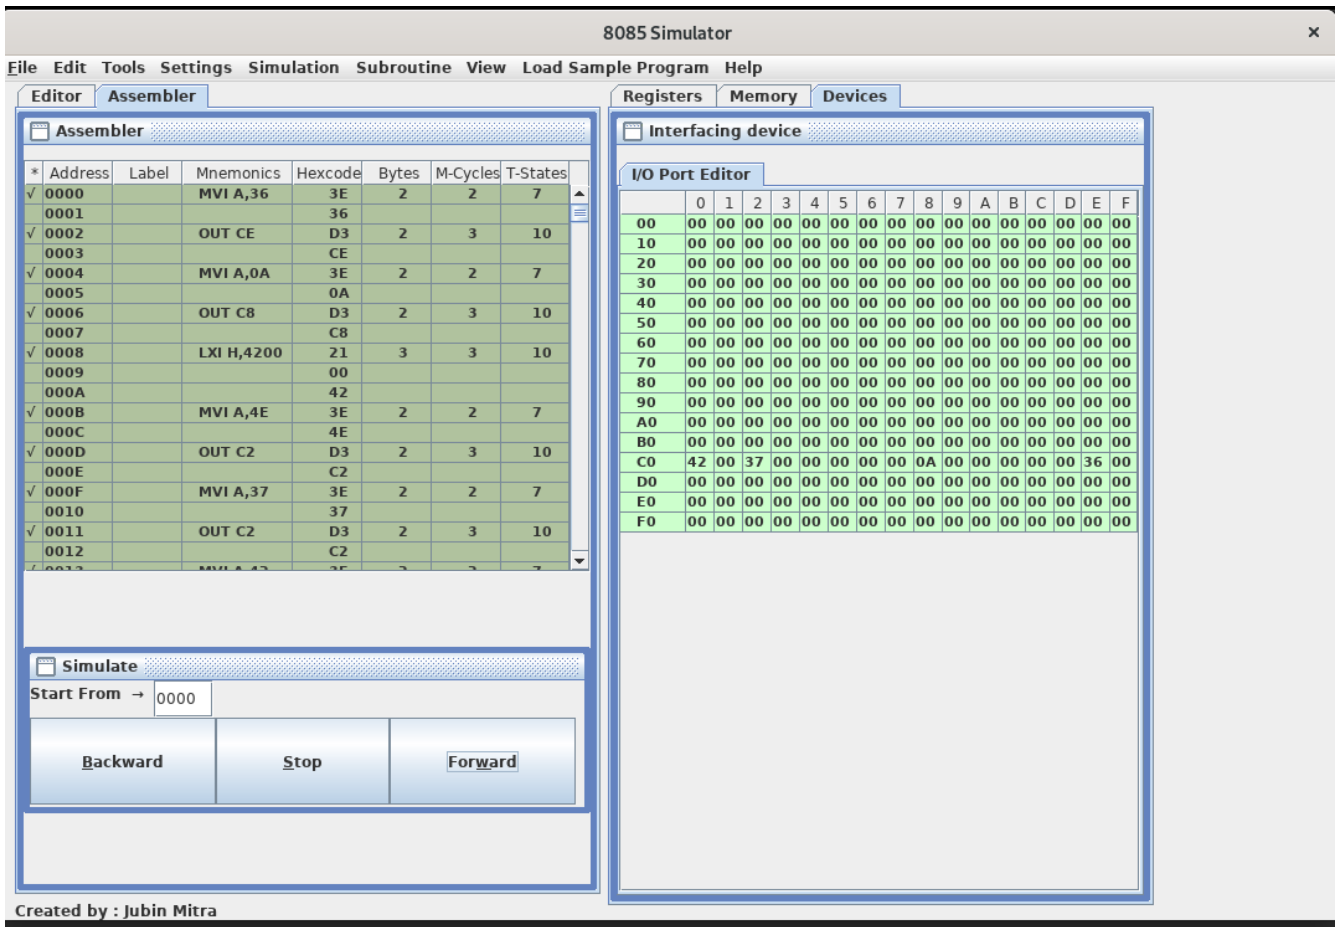 8085 Simulator ×
File Edit Tools Settings Simulation Subroutine View Load Sample Program Help
Editor Assembler
Assembler
* Address Label Mnemonics Hexcode Bytes M-Cycles T-States
√ 0000 MVI A,36 3E 2 2 7
0001 36
√ 0002 OUT CE D3 2 3 10
0003 CE
√ 0004 MVI A,0A 3E 2 2 7
0005 0A
√ 0006 OUT C8 D3 2 3 10
0007 C8
√ 0008 LXI H,4200 21 3 3 10
0009 00
000A 42
√ 000B MVI A,4E 3E 2 2 7
000C 4E
√ 000D OUT C2 D3 2 3 10
000E C2
√ 000F MVI A,37 3E 2 2 7
0010 37
√ 0011 OUT C2 D3 2 3 10
0012 C2
Simulate
Start From → 0000
Backward Stop Forward
Registers Memory Devices
Interfacing device
I/O Port Editor
0 1 2 3 4 5 6 7 8 9 A B C D E F
00 00 00 00 00 00 00 00 00 00 00 00 00 00 00 00 00
10 00 00 00 00 00 00 00 00 00 00 00 00 00 00 00 00
20 00 00 00 00 00 00 00 00 00 00 00 00 00 00 00 00
30 00 00 00 00 00 00 00 00 00 00 00 00 00 00 00 00
40 00 00 00 00 00 00 00 00 00 00 00 00 00 00 00 00
50 00 00 00 00 00 00 00 00 00 00 00 00 00 00 00 00
60 00 00 00 00 00 00 00 00 00 00 00 00 00 00 00 00
70 00 00 00 00 00 00 00 00 00 00 00 00 00 00 00 00
80 00 00 00 00 00 00 00 00 00 00 00 00 00 00 00 00
90 00 00 00 00 00 00 00 00 00 00 00 00 00 00 00 00
A0 00 00 00 00 00 00 00 00 00 00 00 00 00 00 00 00
B0 00 00 00 00 00 00 00 00 00 00 00 00 00 00 00 00
C0 42 00 37 00 00 00 00 00 0A 00 00 00 00 00 36 00
D0 00 00 00 00 00 00 00 00 00 00 00 00 00 00 00 00
E0 00 00 00 00 00 00 00 00 00 00 00 00 00 00 00 00
F0 00 00 00 00 00 00 00 00 00 00 00 00 00 00 00 00
Created by : Jubin Mitra